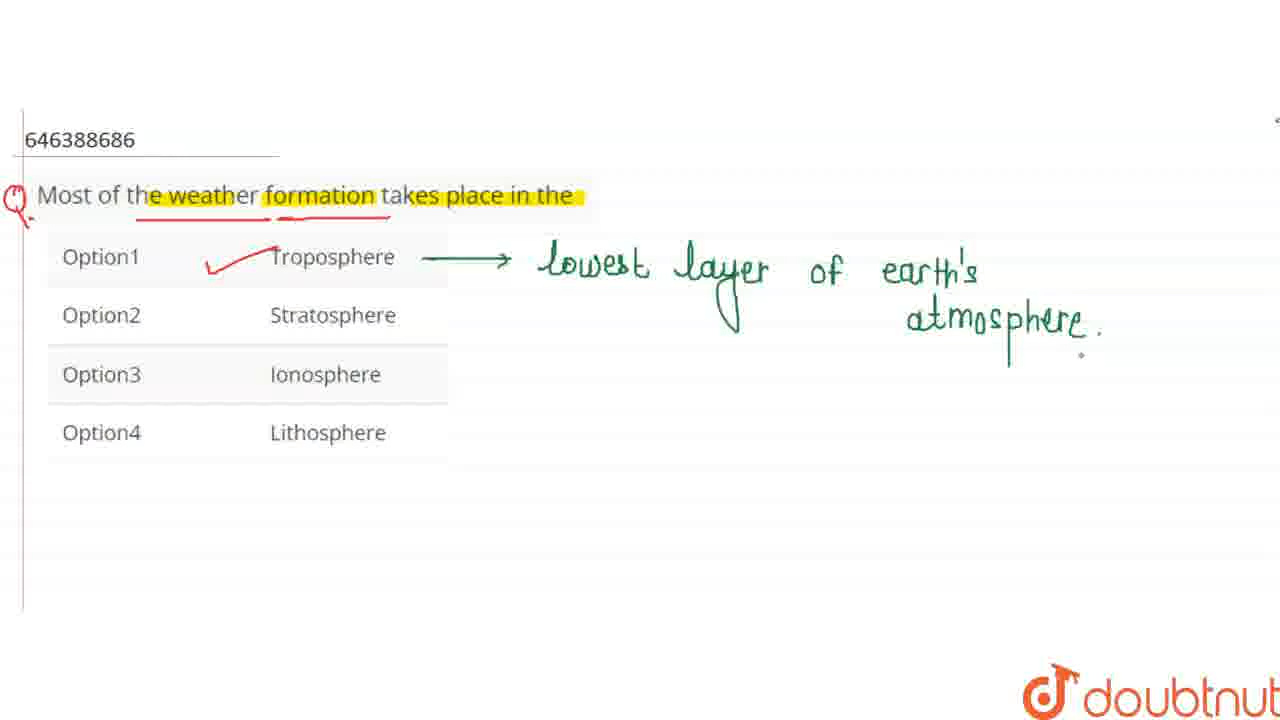 646388686
Q. Most of the weather formation takes place in the
Option1 Troposphere → lowest layer of earth's
atmosphere.
Option2 Stratosphere
Option3 Ionosphere
Option4 Lithosphere
doubtnut